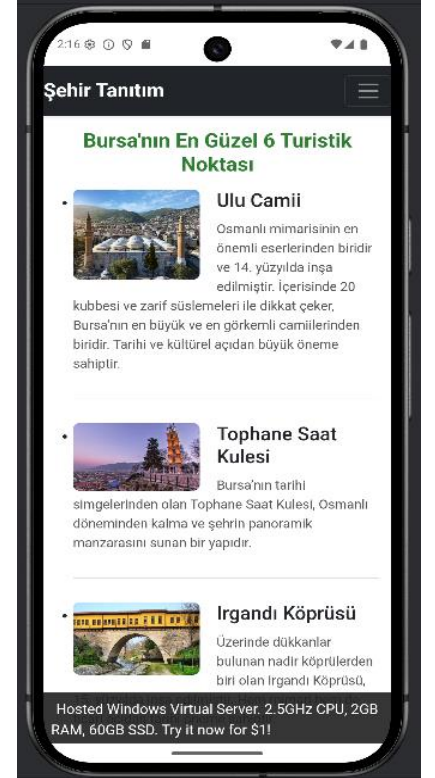 2:16
Şehir Tanıtım
Bursa'nın En Güzel 6 Turistik
Noktası
Ulu Camii
Osmanlı mimarisinin en
önemli eserlerinden biridir
ve 14. yüzyılda inşa
edilmiştir. İçerisinde 20
kubbesi ve zarif süslemeleri ile dikkat çeker,
Bursa'nın en büyük ve en görkemli camiilerinden
biridir. Tarihi ve kültürel açıdan büyük öneme
sahiptir.
Tophane Saat
Kulesi
Bursa'nın tarihi
simgelerinden olan Tophane Saat Kulesi, Osmanlı
döneminden kalma ve şehrin panoramik
manzarasını sunan bir yapıdır.
Irgandı Köprüsü
Üzerinde dükkanlar
bulunan nadir köprülerden
biri olan Irgandı Köprüsü,
Hosted Windows Virtual Server. 2.5GHz CPU, 2GB
RAM, 60GB SSD. Try it now for $1!